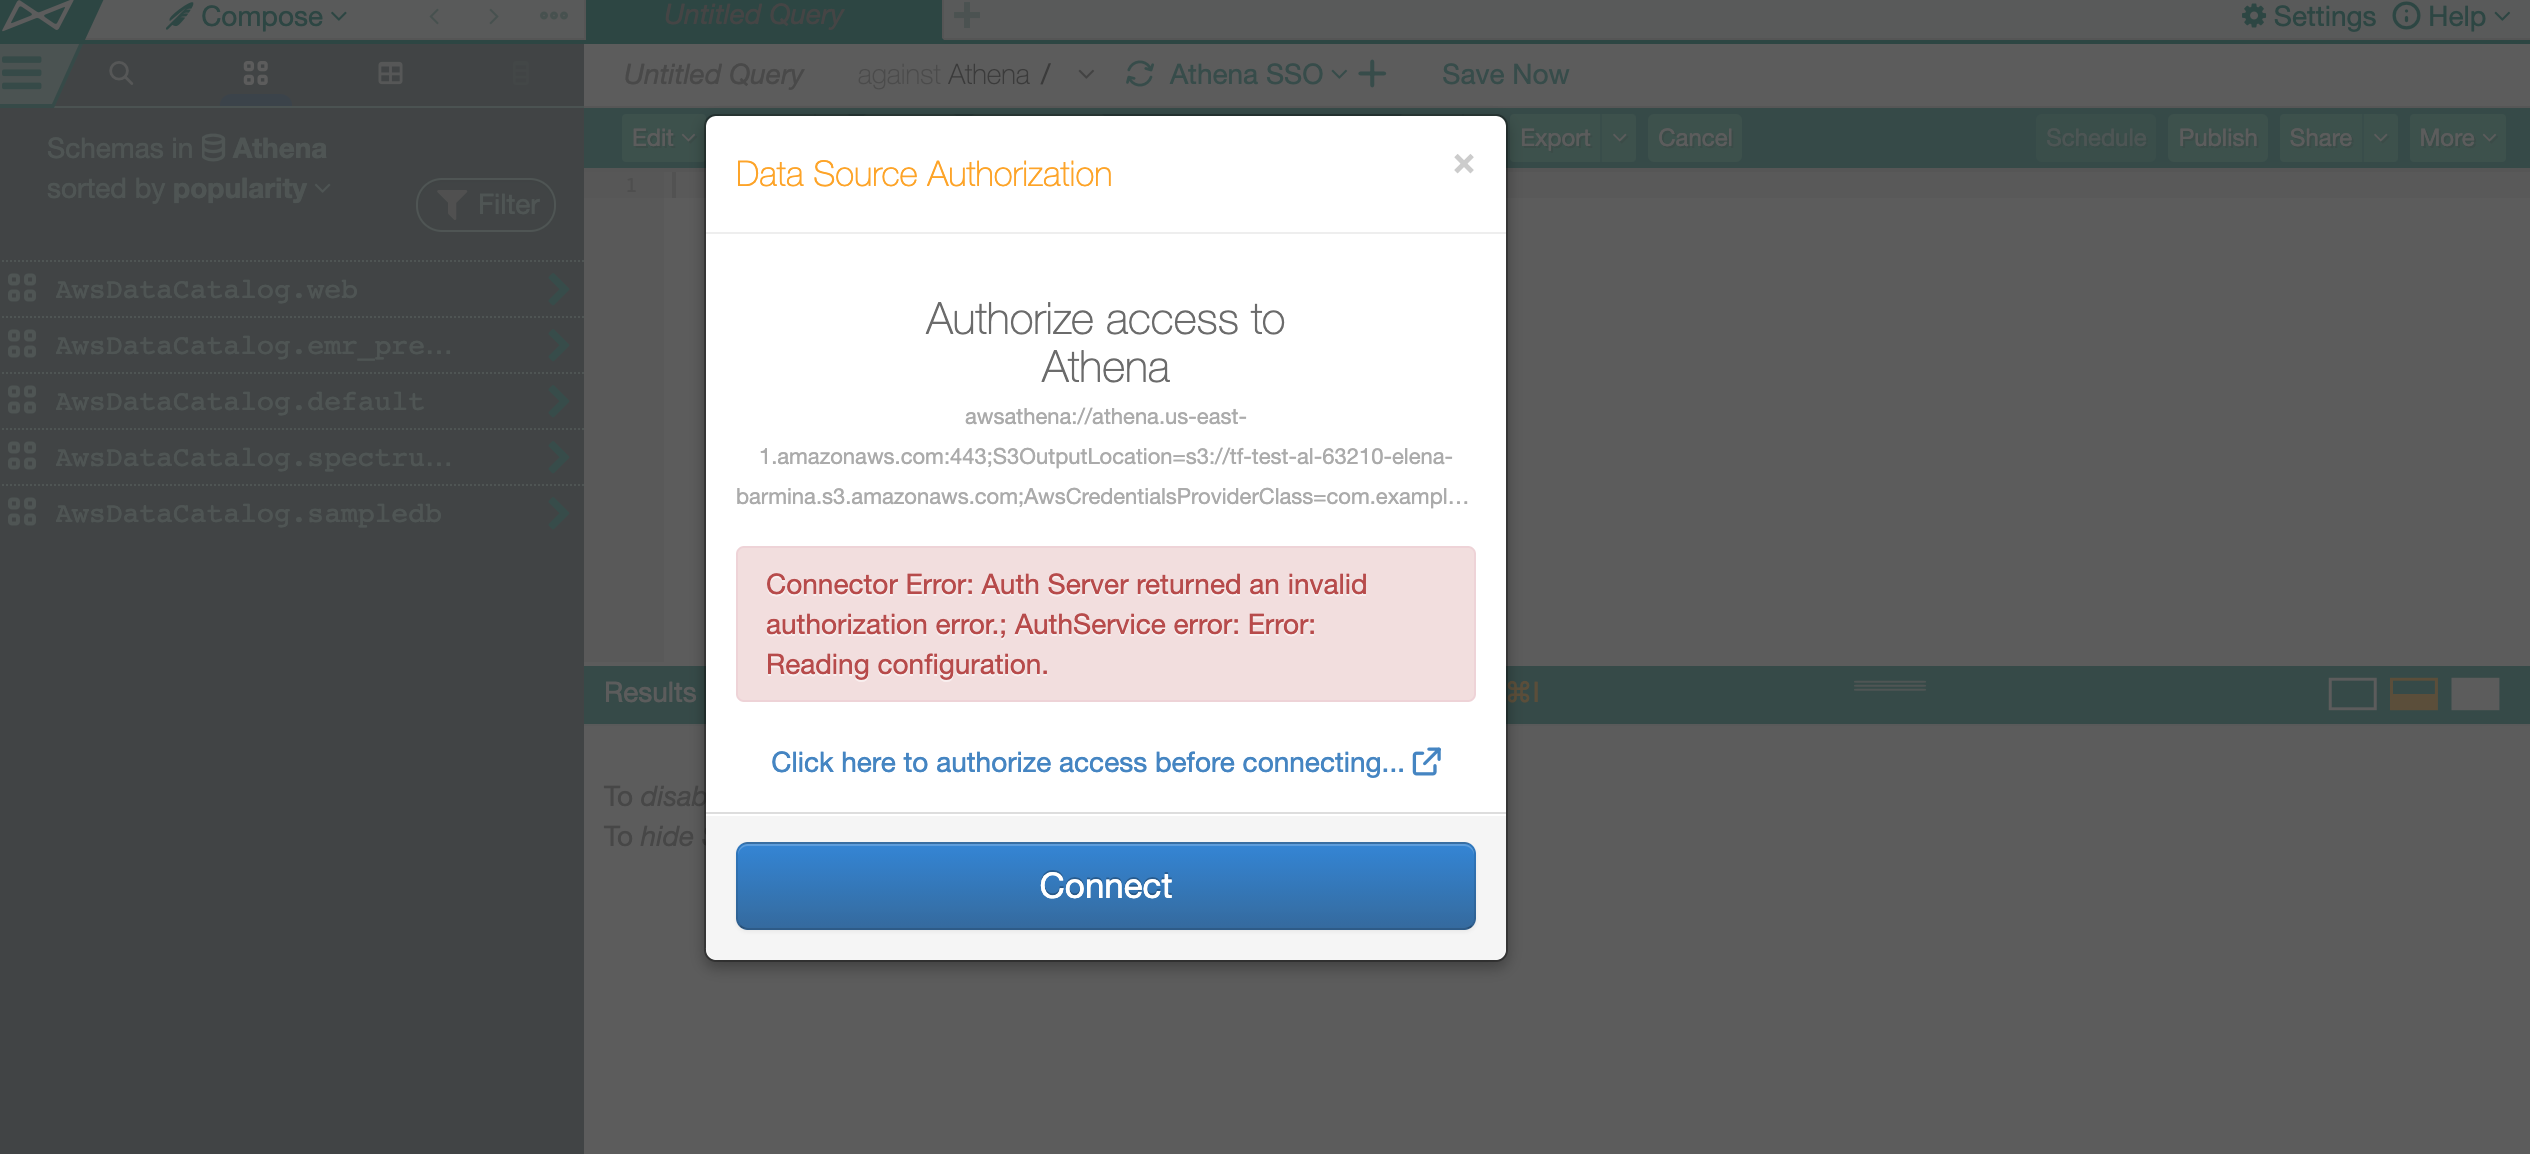 Compose
Untitled Query
Settings
Help
Untitled Query against Athena / Athena SSO Save Now
Schemas in Athena
sorted by popularity
Filter
AwsDataCatalog.web
AwsDataCatalog.emr_pre...
AwsDataCatalog.default
AwsDataCatalog.spectru...
AwsDataCatalog.sampledb
Edit
Export
Cancel
Schedule
Publish
Share
More
1
Data Source Authorization
×
Authorize access to
Athena
awsathena://athena.us-east-
1.amazonaws.com:443;S3OutputLocation=s3://tf-test-al-63210-elena-
barmina.s3.amazonaws.com;AwsCredentialsProviderClass=com.exampl...
Connector Error: Auth Server returned an invalid
authorization error.; AuthService error: Error:
Reading configuration.
Click here to authorize access before connecting...
Connect
Results
⌘I
To disab
To hide